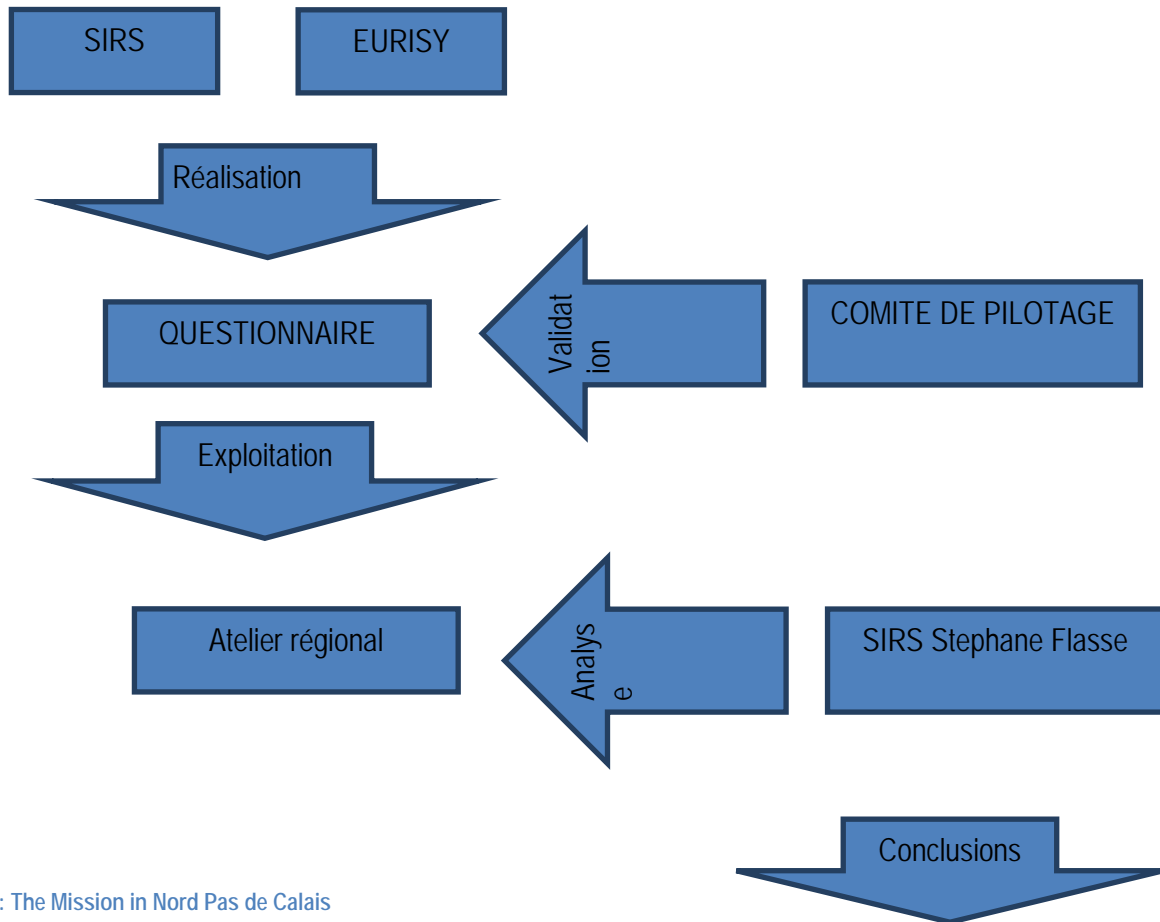 SIRS
EURISY
Réalisation
QUESTIONNAIRE
Validat
ion
COMITE DE PILOTAGE
Exploitation
Atelier régional
Analys
e
SIRS Stephane Flasse
Conclusions
: The Mission in Nord Pas de Calais